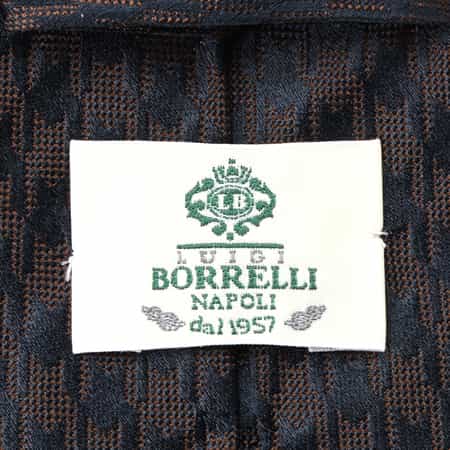 LB
LUIGI
BORRELLI
NAPOLI
dal 1957